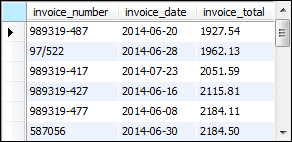 invoice_number invoice_date invoice_total
989319-487 2014-06-20 1927.54
97/522 2014-06-28 1962.13
989319-417 2014-07-23 2051.59
989319-427 2014-06-16 2115.81
989319-477 2014-06-08 2184.11
587056 2014-06-30 2184.50